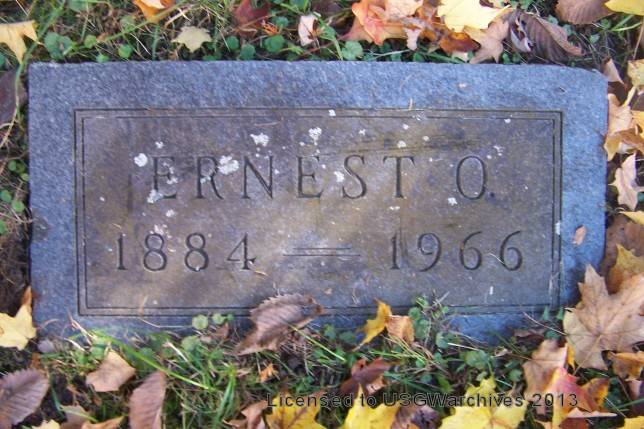 ERNEST O.
1884 — 1966
Licensed to USGWarchives 2013